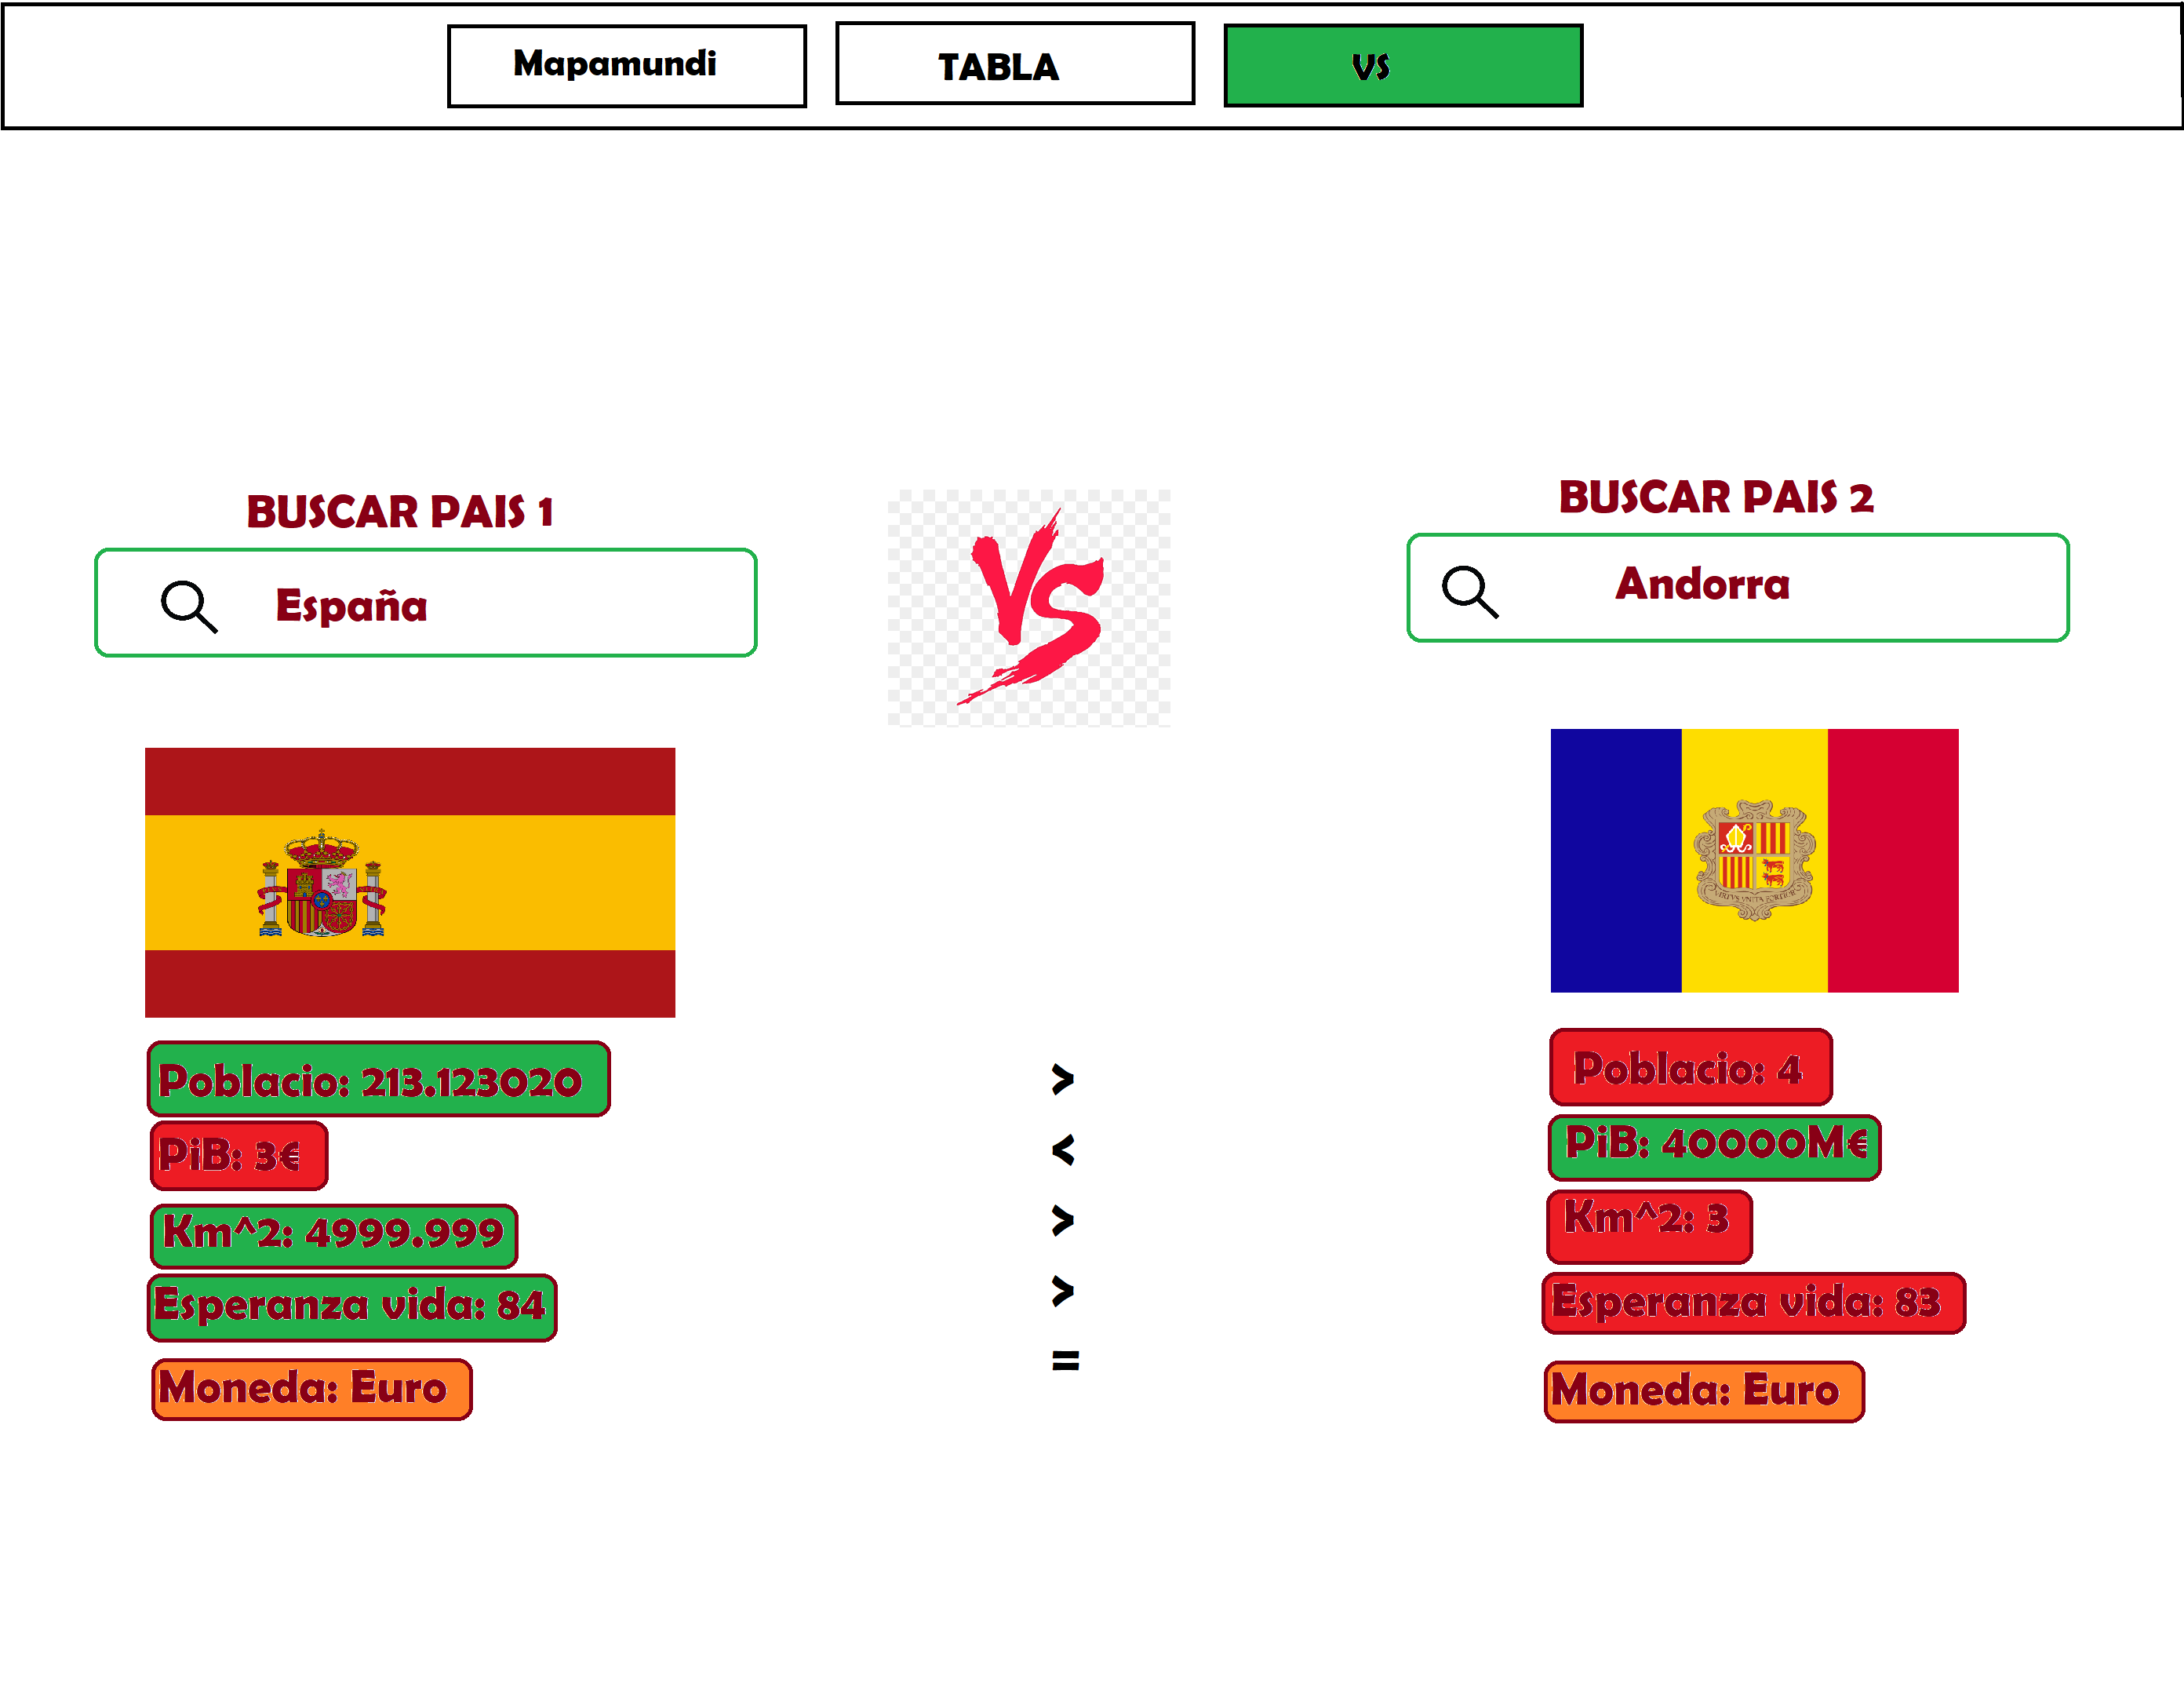 Mapamundi
TABLA
VS
BUSCAR PAIS 1
España
VS
BUSCAR PAIS 2
Andorra
Poblacio: 213.123020
PiB: 3€
Km^2: 4999.999
Esperanza vida: 84
Moneda: Euro
>
<
>
>
=
Poblacio: 4
PiB: 40000M€
Km^2: 3
Esperanza vida: 83
Moneda: Euro